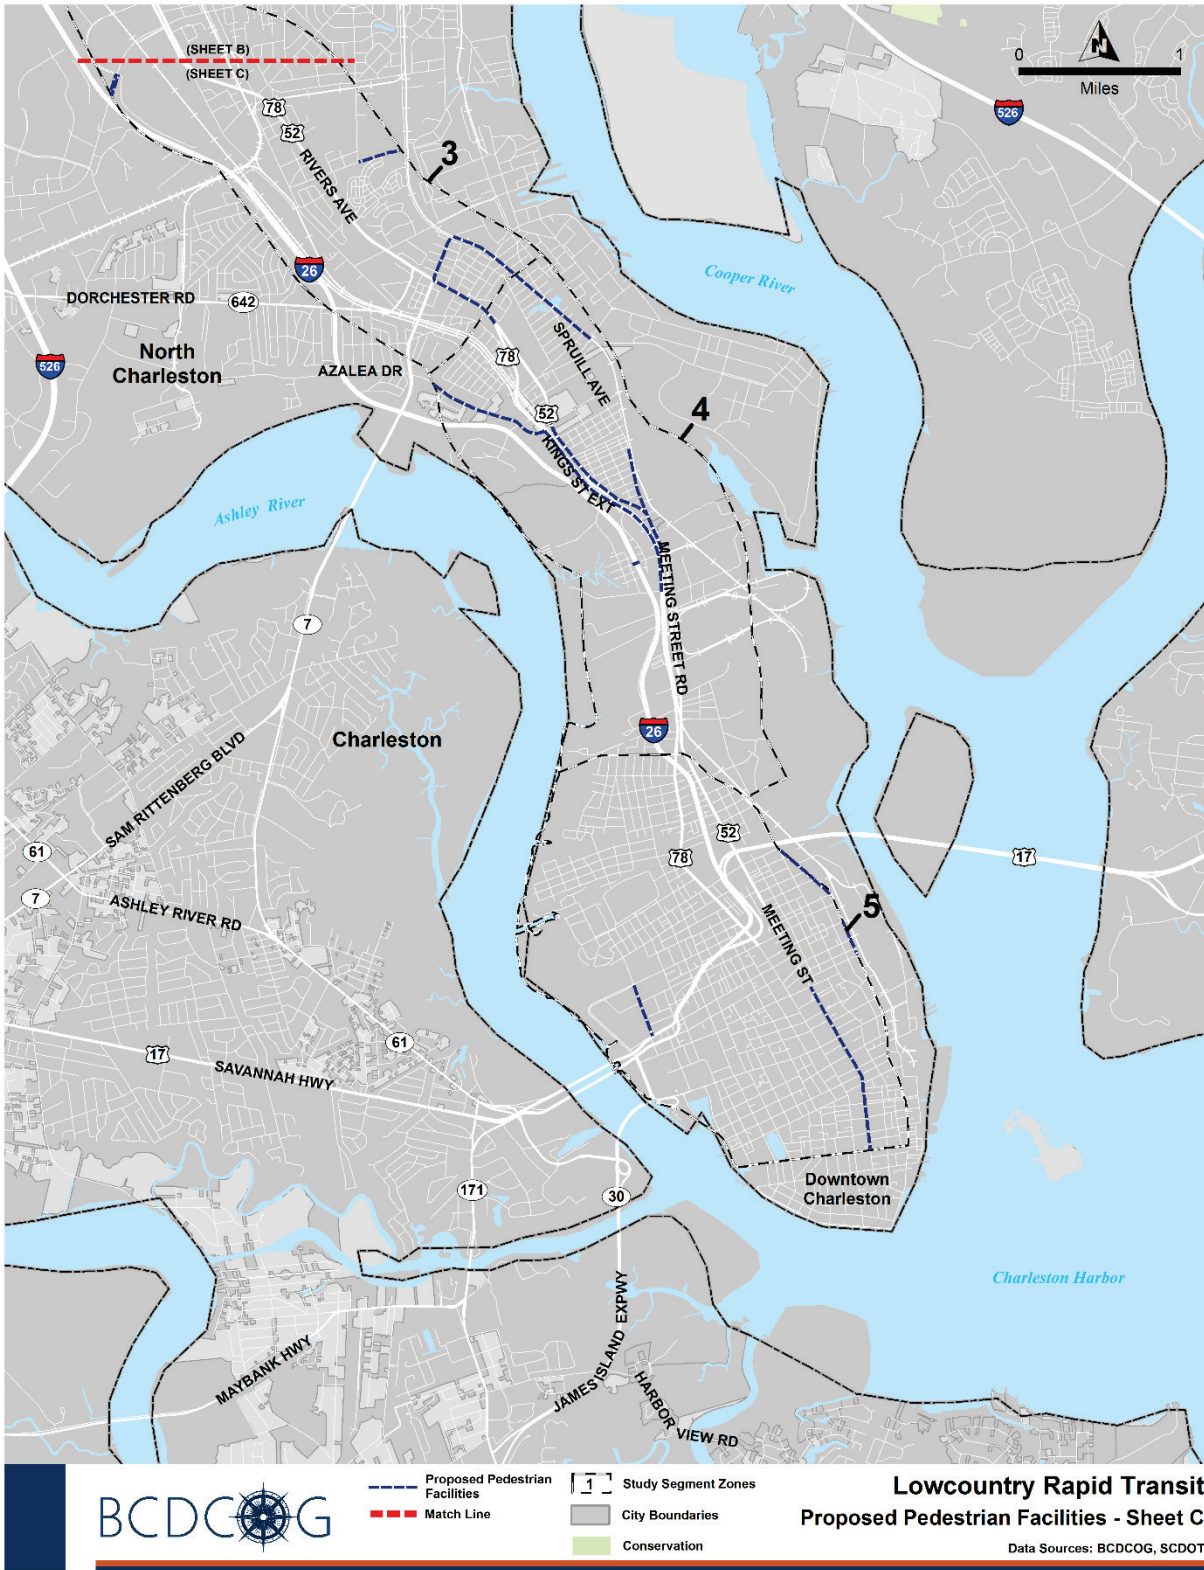 (SHEET B)
(SHEET C)
N
0 1
Miles
526
78
52
RIVERS AVE
3
26
Cooper River
DORCHESTER RD
642
North
Charleston
526
78
SPRUILL AVE
AZALEA DR
52
4
KINGS ST EXT
Ashley River
MEETING STREET RD
7
26
Charleston
SAM RITTENBERG BLVD
61
7
52
78
17
ASHLEY RIVER RD
MEETING ST
5
61
17
SAVANNAH HWY
Downtown
Charleston
171
30
Charleston Harbor
JAMES ISLAND EXPWY
MAYBANK HWY
HARBOR VIEW RD
BCDCOG
Proposed Pedestrian
Facilities
Match Line
1
Study Segment Zones
City Boundaries
Conservation
Lowcountry Rapid Transit
Proposed Pedestrian Facilities - Sheet C
Data Sources: BCDCOG, SCDOT